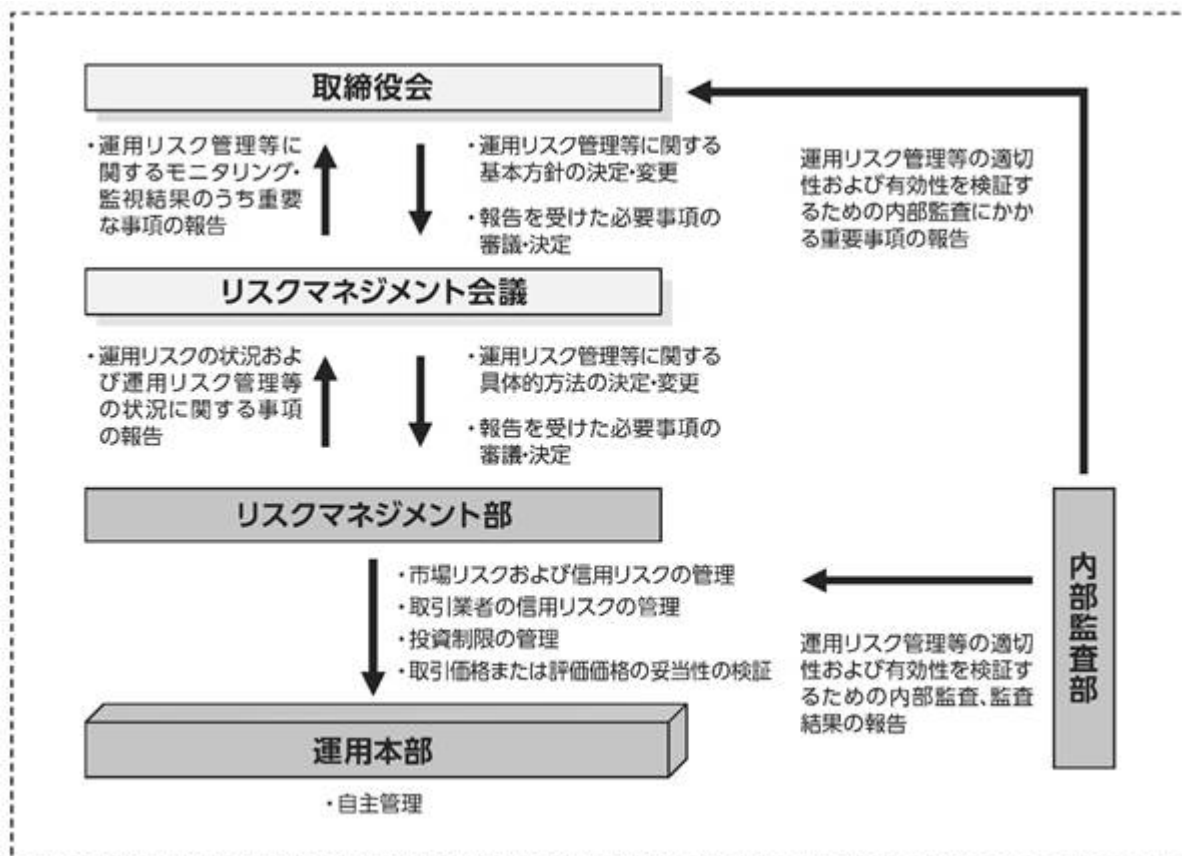 取締役会
・運用リスク管理等に
関するモニタリング・
監視結果のうち重要
な事項の報告
・運用リスク管理等に関する
基本方針の決定・変更
・報告を受けた必要事項の
審議・決定
運用リスク管理等の適切
性および有効性を検証す
るための内部監査にかか
る重要事項の報告
リスクマネジメント会議
・運用リスクの状況およ
び運用リスク管理等
の状況に関する事項
の報告
・運用リスク管理等に関する
具体的方法の決定・変更
・報告を受けた必要事項の
審議・決定
リスクマネジメント部
・市場リスクおよび信用リスクの管理
・取引業者の信用リスクの管理
・投資制限の管理
・取引価格または評価価格の妥当性の検証
内部監査部
運用リスク管理等の適切
性および有効性を検証す
るための内部監査、監査
結果の報告
運用本部
・自主管理